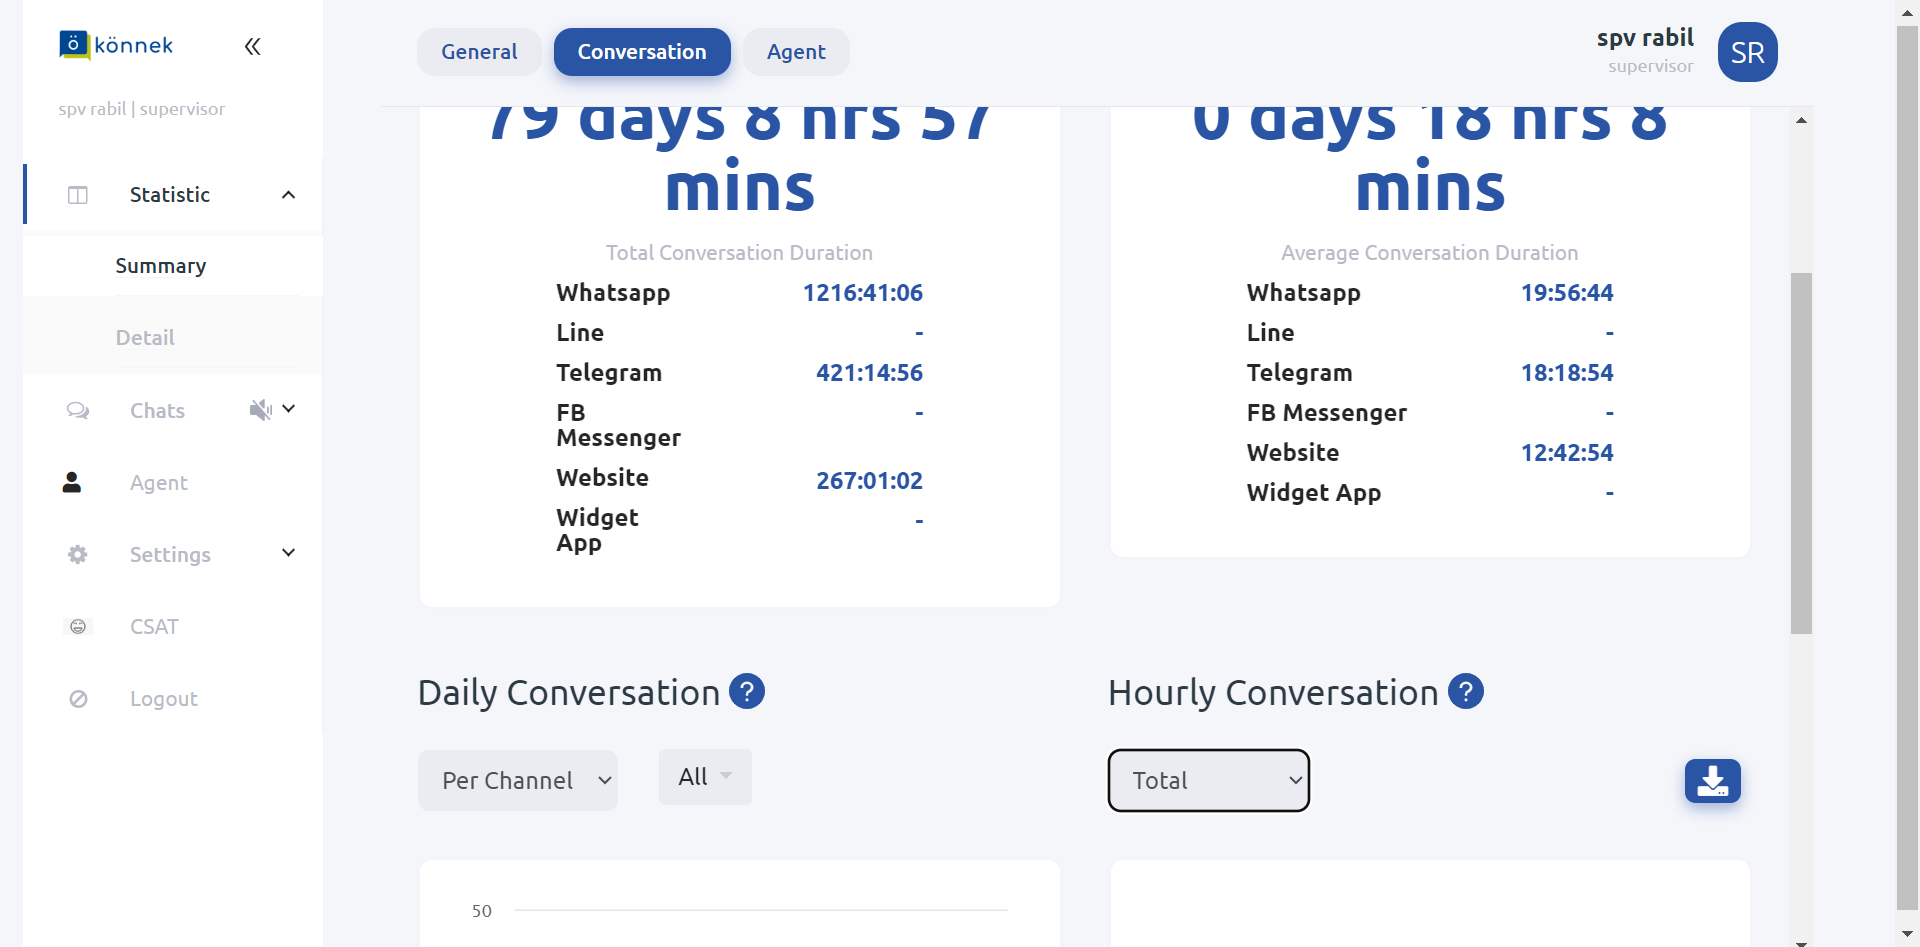 könnek
spv rabil | supervisor
Statistic
Summary
Detail
Chats
Agent
Settings
CSAT
Logout
General
Conversation
Agent
spv rabil
supervisor
SR
79 days 8 hrs 57
mins
Total Conversation Duration
Whatsapp 1216:41:06
Line -
Telegram 421:14:56
FB
Messenger -
Website 267:01:02
Widget
App -
0 days 18 hrs 8
mins
Average Conversation Duration
Whatsapp 19:56:44
Line -
Telegram 18:18:54
FB Messenger -
Website 12:42:54
Widget App -
Daily Conversation ?
Per Channel
All
50
Hourly Conversation ?
Total